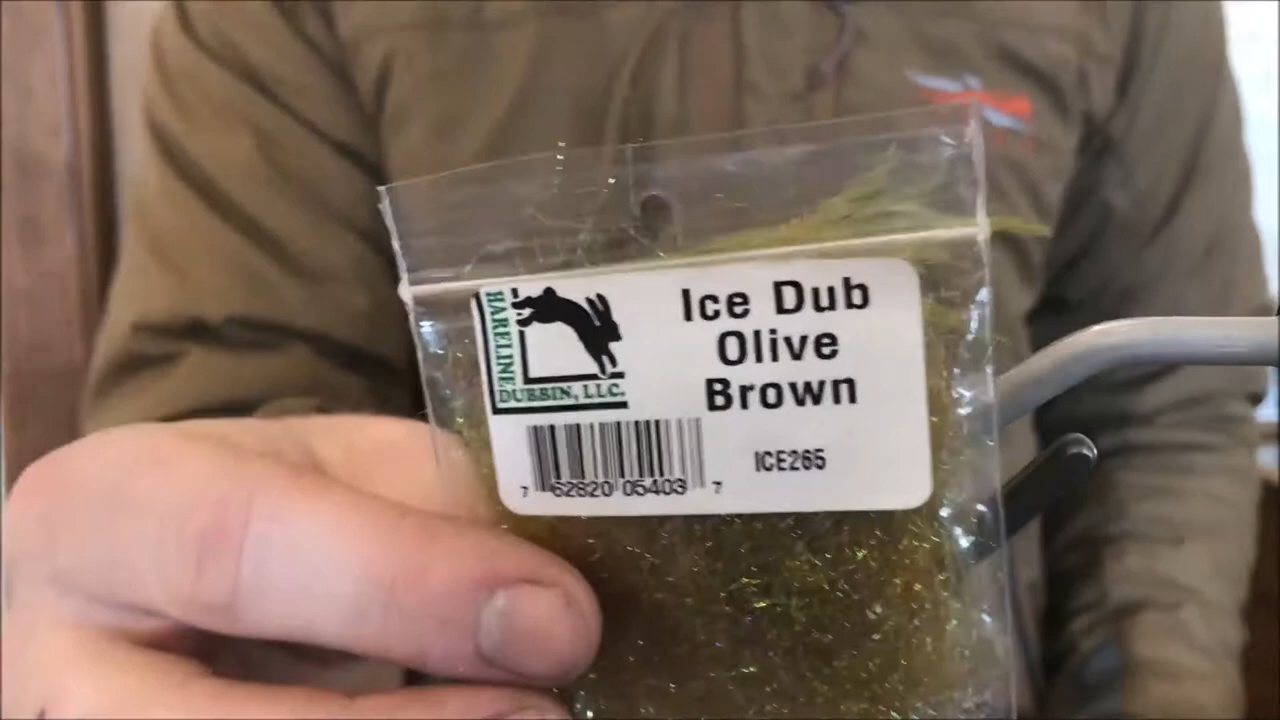 HARELINE
DUBBIN, LLC.
Ice Dub
Olive
Brown
ICE265
7 62820 05403 7